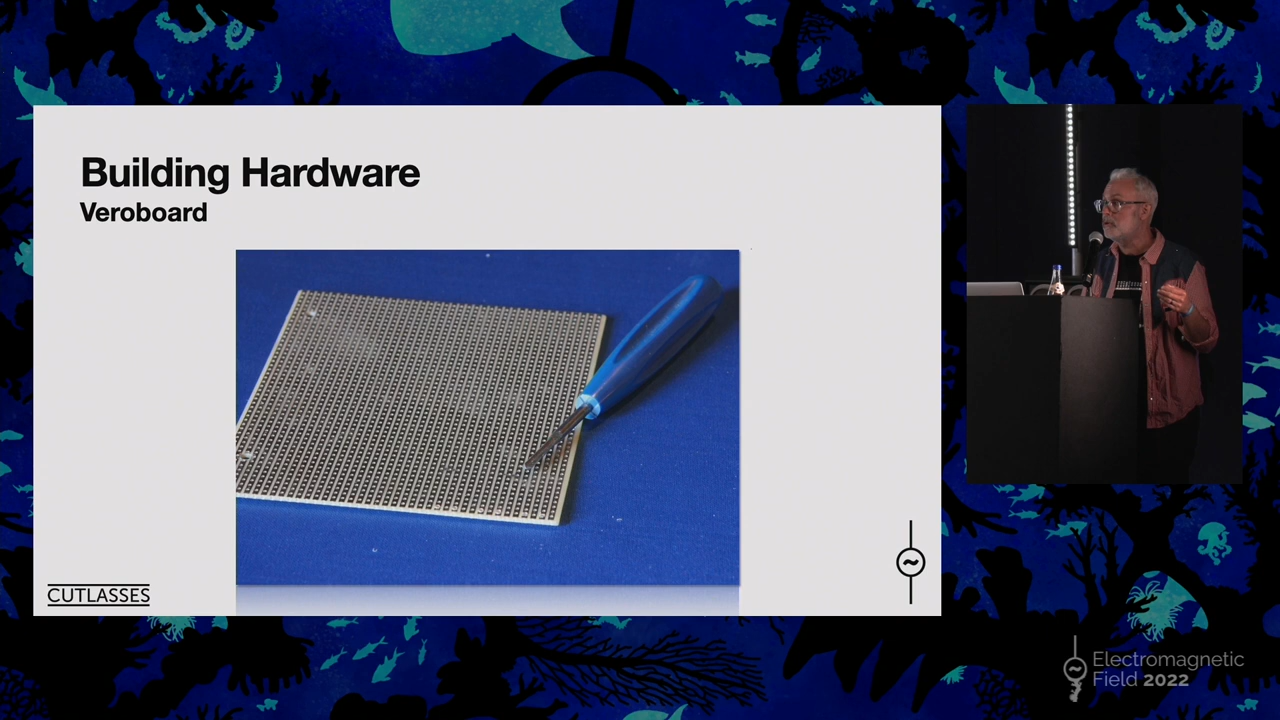 Building Hardware
Veroboard
CUTLASSES
Electromagnetic
Field 2022